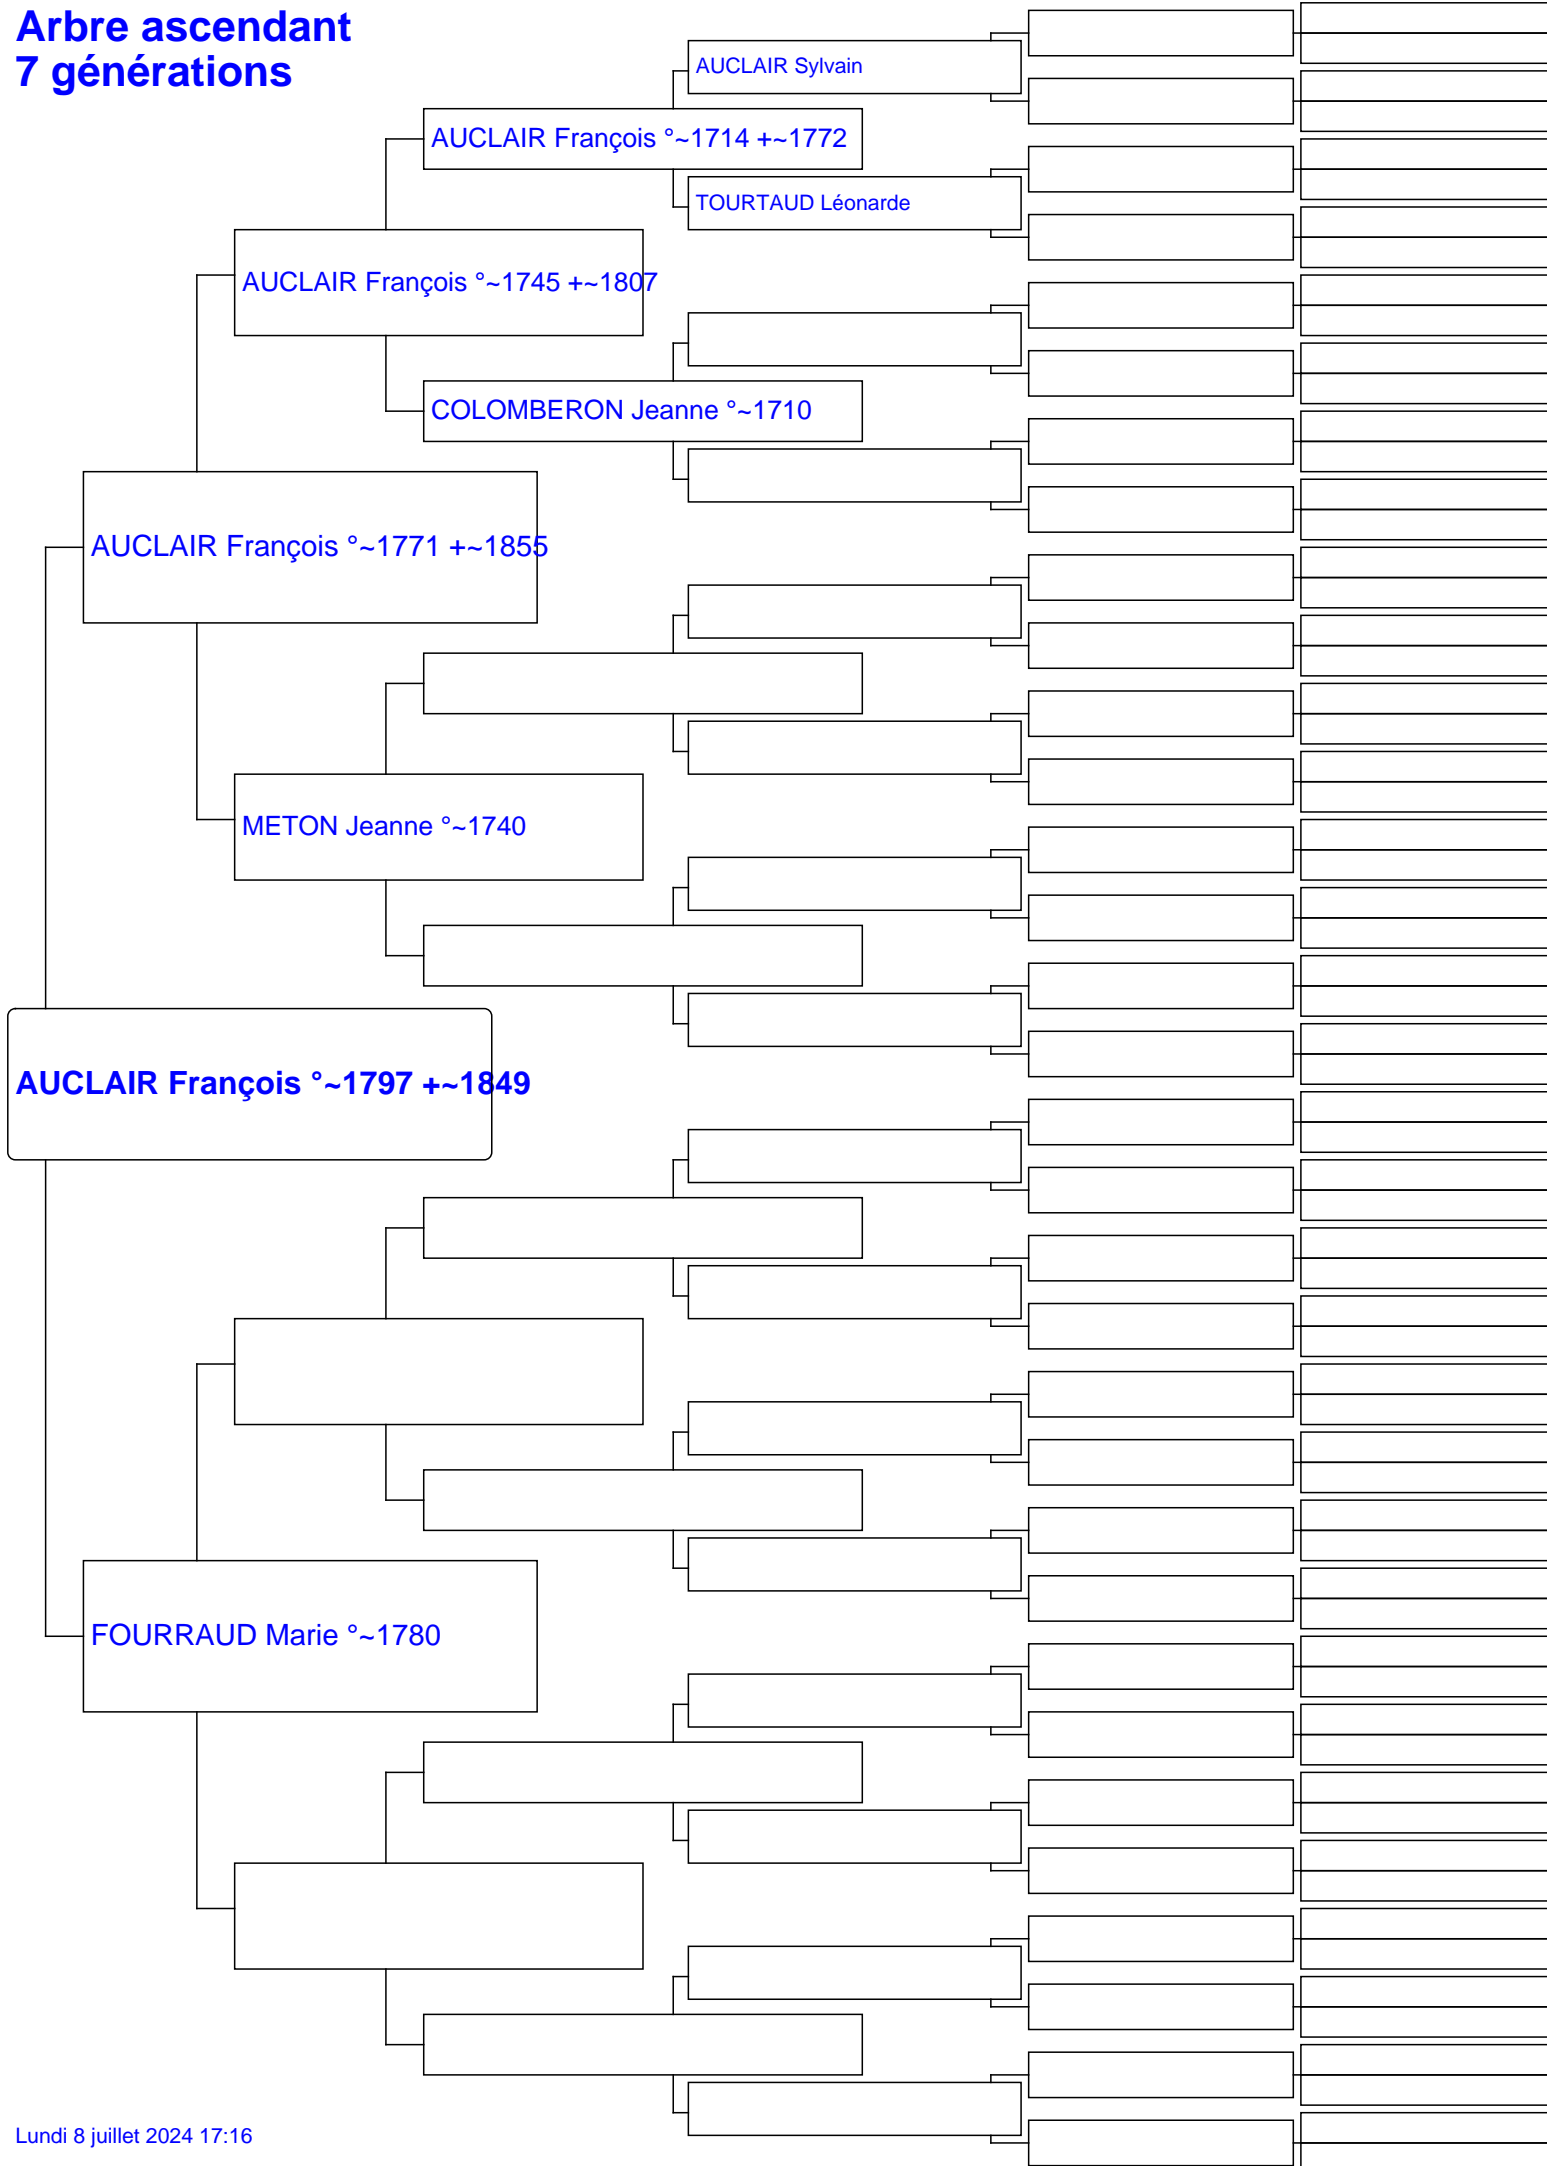 Arbre ascendant
7 générations
AUCLAIR Sylvain
AUCLAIR François °~1714 +~1772
TOURTAUD Léonarde
AUCLAIR François °~1745 +~1807
COLOMBERON Jeanne °~1710
AUCLAIR François °~1771 +~1855
METON Jeanne °~1740
AUCLAIR François °~1797 +~1849
FOURRAUD Marie °~1780
Lundi 8 juillet 2024 17:16